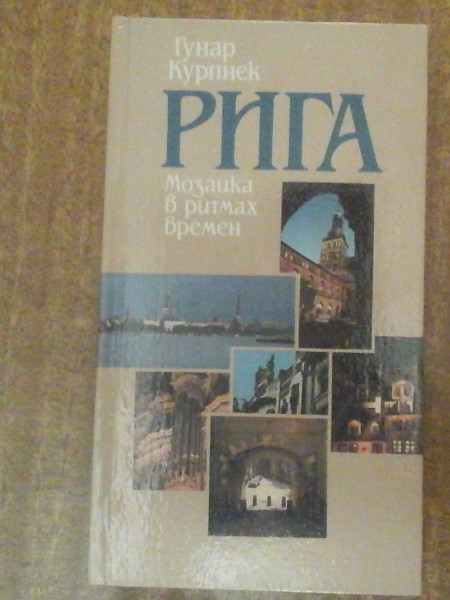 Гунар
Курпнек
РИГА
Мозаика
в ритмах
времен